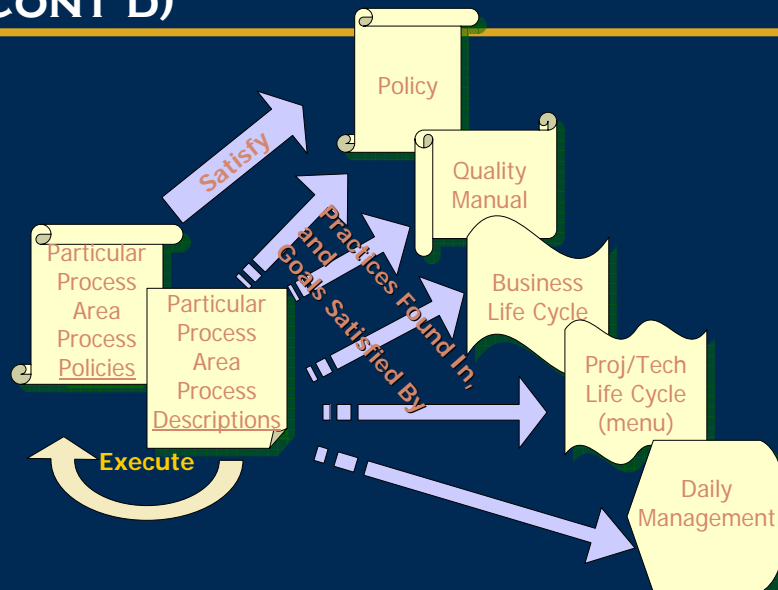 CONT D)
Policy
Satisfy
Quality
Manual
Practices Found In,
and
Goals Satisfied By
Particular
Process
Area
Process
Policies
Particular
Process
Area
Process
Descriptions
Business
Life Cycle
Proj/Tech
Life Cycle
(menu)
Execute
Daily
Management